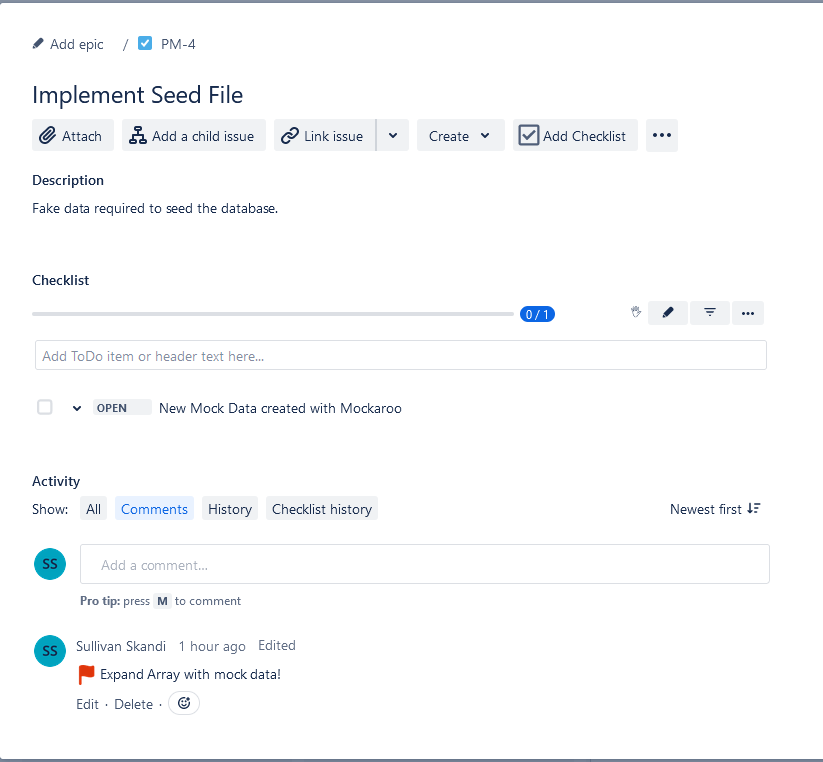 Add epic / PM-4
Implement Seed File
Attach Add a child issue Link issue Create Add Checklist
Description
Fake data required to seed the database.
Checklist
0 / 1
Add ToDo item or header text here...
OPEN New Mock Data created with Mockaroo
Activity
Show: All Comments History Checklist history Newest first
SS Add a comment...
Pro tip: press M to comment
SS Sullivan Skandi 1 hour ago Edited
Expand Array with mock data!
Edit · Delete ·